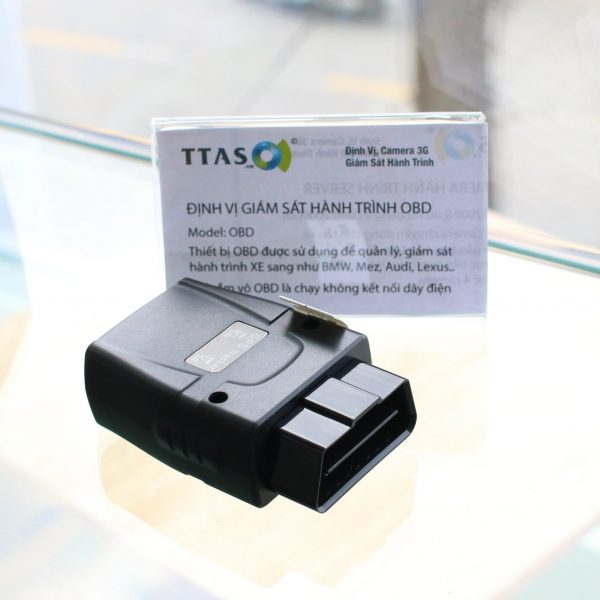 TTAS
.vn
Định Vị, Camera 3G
Giám Sát Hành Trình
ĐỊNH VỊ GIÁM SÁT HÀNH TRÌNH OBD
Model: OBD
Thiết bị OBD được sử dụng để quản lý, giám sát
hành trình XE sang như BMW, Mez, Audi, Lexus..
vô OBD là chạy không kết nối dây điện
GPS